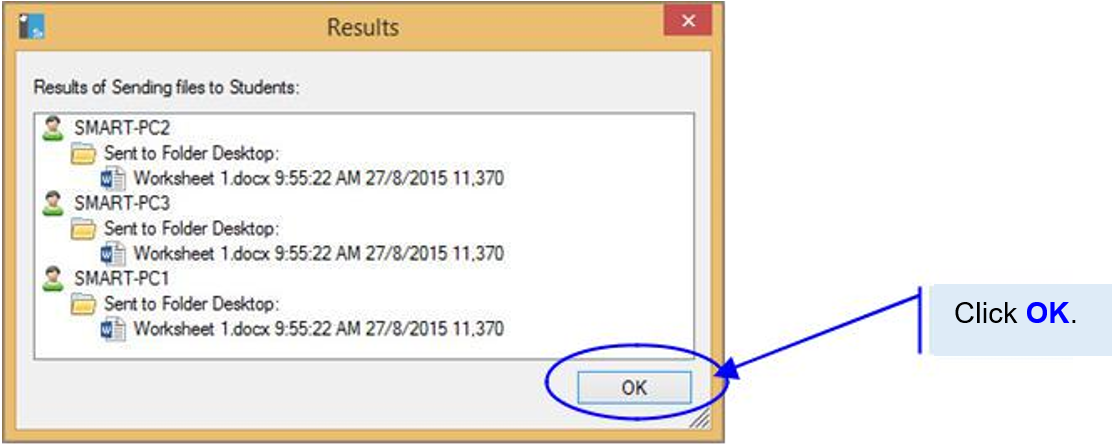 Results
Results of Sending files to Students:
SMART-PC2
Sent to Folder Desktop:
Worksheet 1.docx 9:55:22 AM 27/8/2015 11,370
SMART-PC3
Sent to Folder Desktop:
Worksheet 1.docx 9:55:22 AM 27/8/2015 11,370
SMART-PC1
Sent to Folder Desktop:
Worksheet 1.docx 9:55:22 AM 27/8/2015 11,370
Click OK.
OK